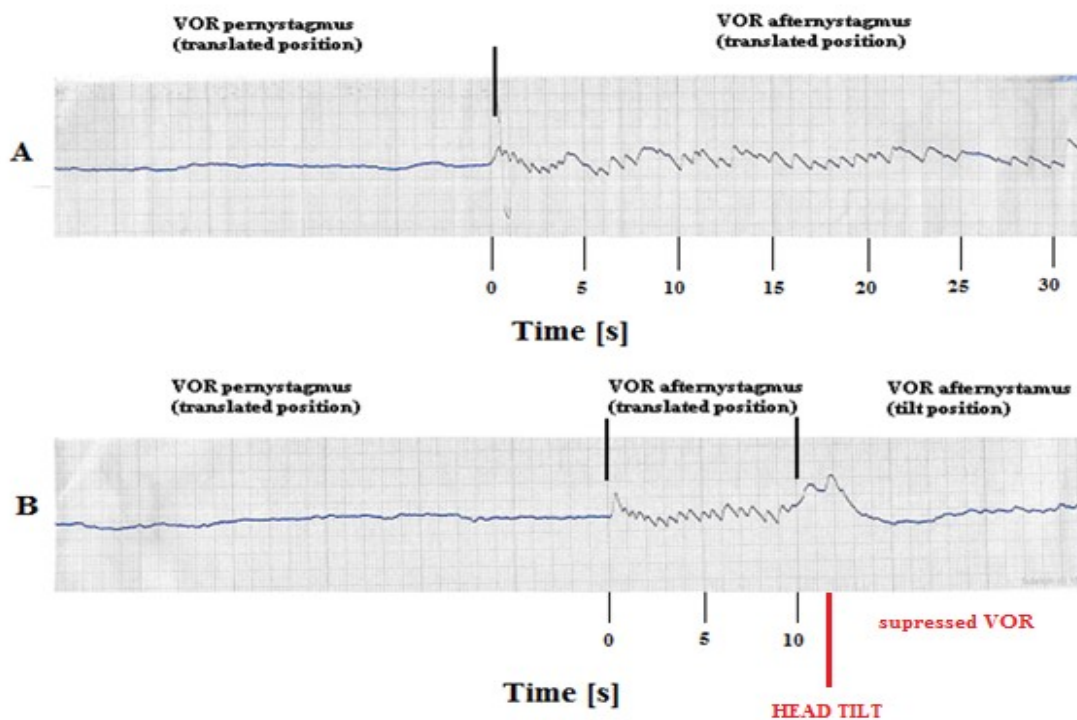 VOR pernystagmus
(translated position)
VOR afternystagmus
(translated position)
A
0 5 10 15 20 25 30
Time [s]
VOR pernystagmus
(translated position)
VOR afternystagmus
(translated position)
VOR afternystamus
(tilt position)
B
0 5 10
supressed VOR
Time [s]
HEAD TILT